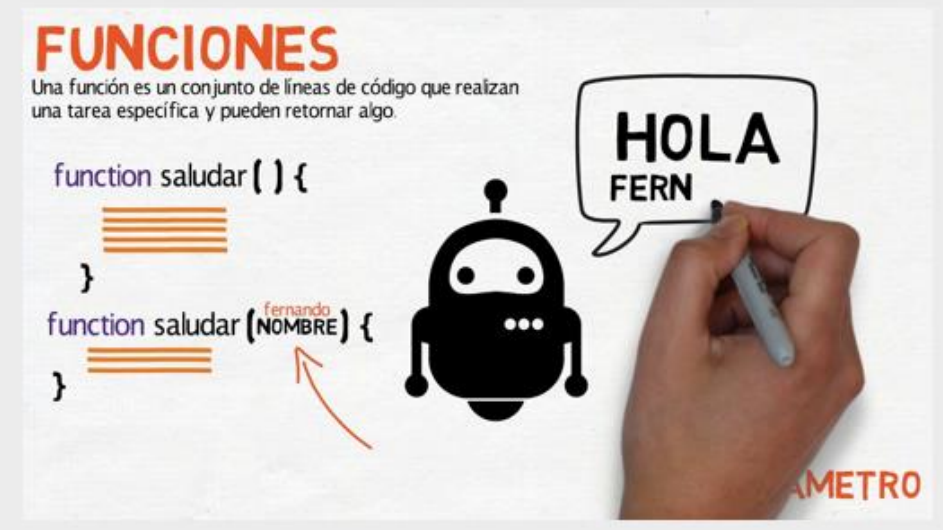 FUNCIONES
Una función es un conjunto de líneas de código que realizan
una tarea específica y pueden retornar algo.
function saludar ( ) {
}
fernando
function saludar (NOMBRE) {
}
HOLA
FERN
AMETRO